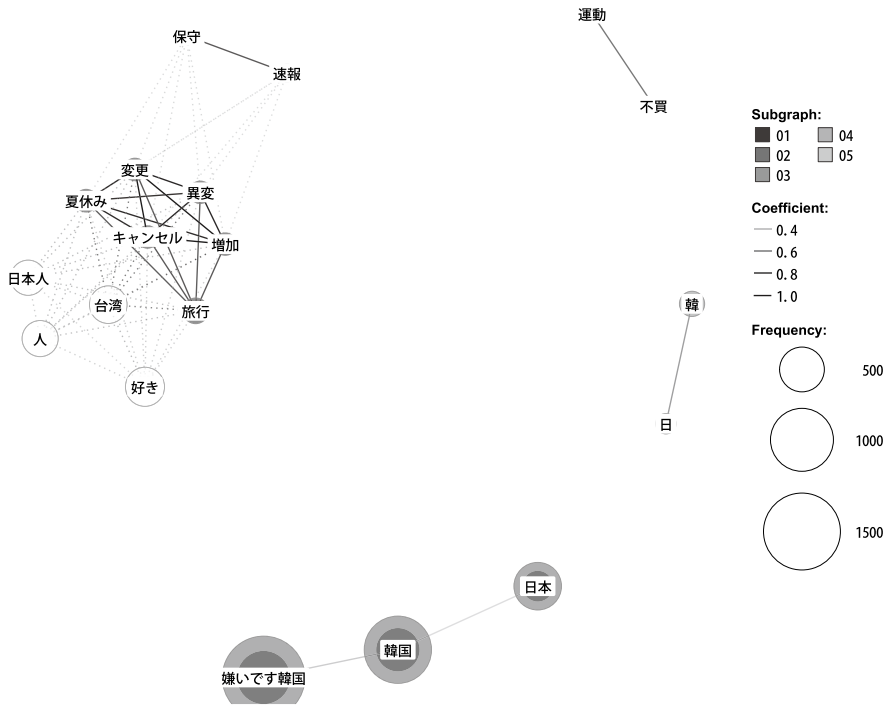 運動
保守
速報
不買
Subgraph:
01 04
02 05
03
変更
異変
夏休み
キャンセル
増加
Coefficient:
0.4
0.6
0.8
1.0
日本人
台湾
旅行
韓
人
Frequency:
500
好き
日
1000
1500
日本
韓国
嫌いです韓国